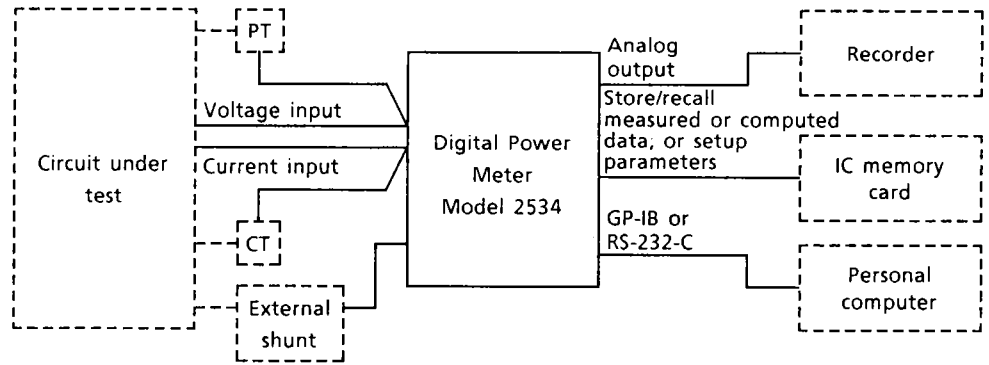 PT
Voltage input
Circuit under
test
Current input
CT
External
shunt
Digital Power
Meter
Model 2534
Analog
output
Store/recall
measured or computed
data; or setup
parameters
GP-IB or
RS-232-C
Recorder
IC memory
card
Personal
computer